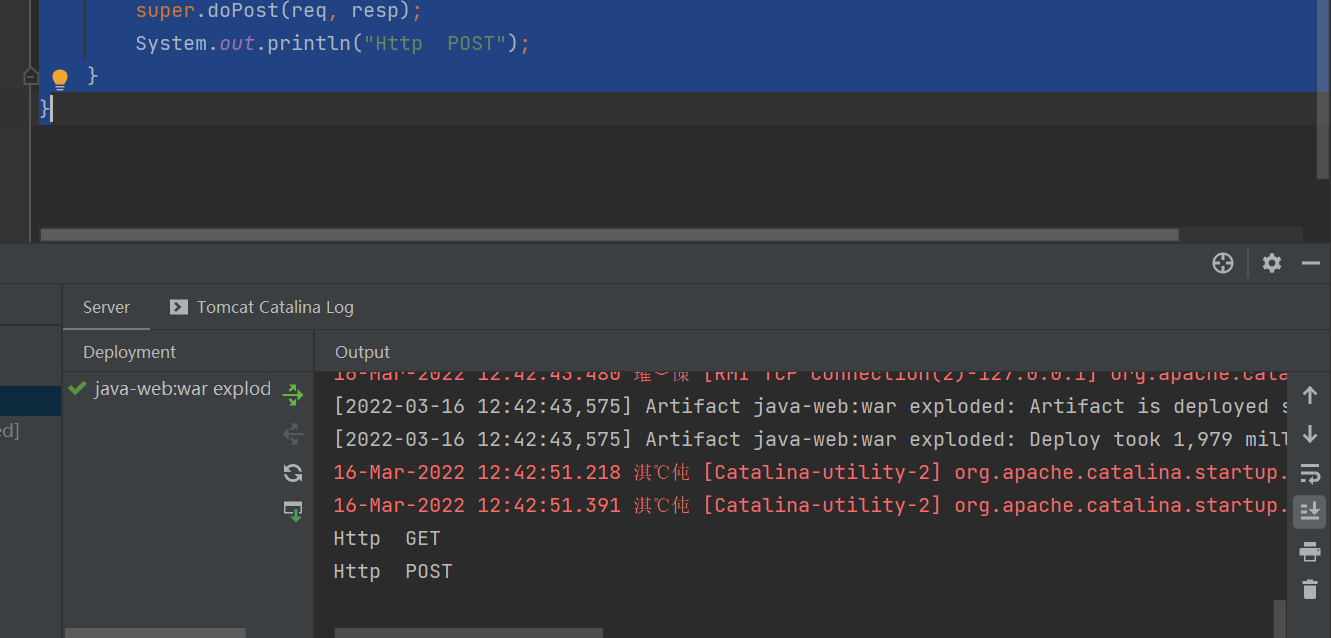 super.doPost(req, resp);
System.out.println("Http  POST");
}
}
Server
Tomcat Catalina Log
Deployment
Output
java-web:war explod
ed]
16-Mar-2022 12:42:43.480 [RMI TCP Connection(2)-127.0.0.1] org.apache.cata
[2022-03-16 12:42:43,575] Artifact java-web:war exploded: Artifact is deployed s
[2022-03-16 12:42:43,575] Artifact java-web:war exploded: Deploy took 1,979 mill
16-Mar-2022 12:42:51.218 淇℃伅 [Catalina-utility-2] org.apache.catalina.startup.
16-Mar-2022 12:42:51.391 淇℃伅 [Catalina-utility-2] org.apache.catalina.startup.
Http  GET
Http  POST